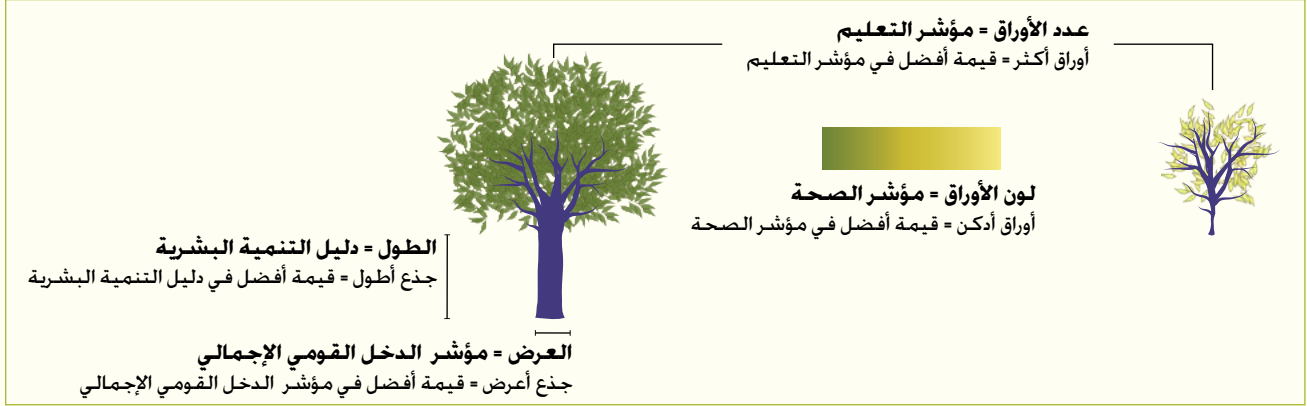 عدد الأوراق = مؤشر التعليم
أوراق أكثر = قيمة أفضل في مؤشر التعليم
لون الأوراق = مؤشر الصحة
أوراق أدكن = قيمة أفضل في مؤشر الصحة
الطول = دليل التنمية البشرية
جذع أطول = قيمة أفضل في دليل التنمية البشرية
العرض = مؤشر الدخل القومي الإجمالي
جذع أعرض = قيمة أفضل في مؤشر الدخل القومي الإجمالي